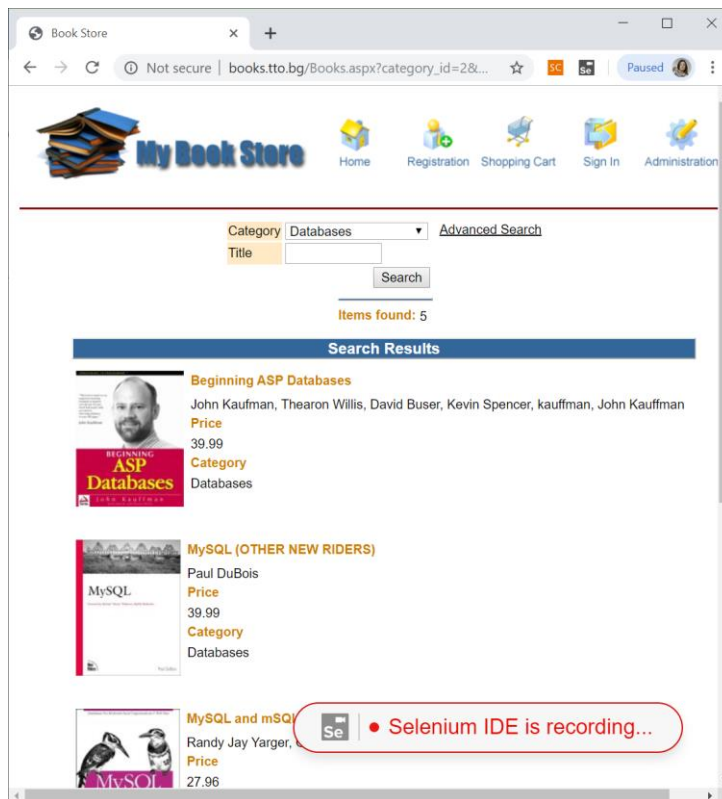 Book Store
Not secure | books.tto.bg/Books.aspx?category_id=2&...
SC
Se
Paused
My Book Store
Home
Registration
Shopping Cart
Sign In
Administration
Category Databases Advanced Search
Title
Search
Items found: 5
Search Results
Beginning ASP Databases
John Kaufman, Thearon Willis, David Buser, Kevin Spencer, kauffman, John Kauffman
Price
39.99
Category
Databases
BEGINNING
ASP
Databases
John Kauffman
MySQL (OTHER NEW RIDERS)
Paul DuBois
Price
39.99
Category
Databases
MySQL
MySQL and mSQ
Randy Jay Yarger,
Price
27.96
MySQL
Se
Selenium IDE is recording...